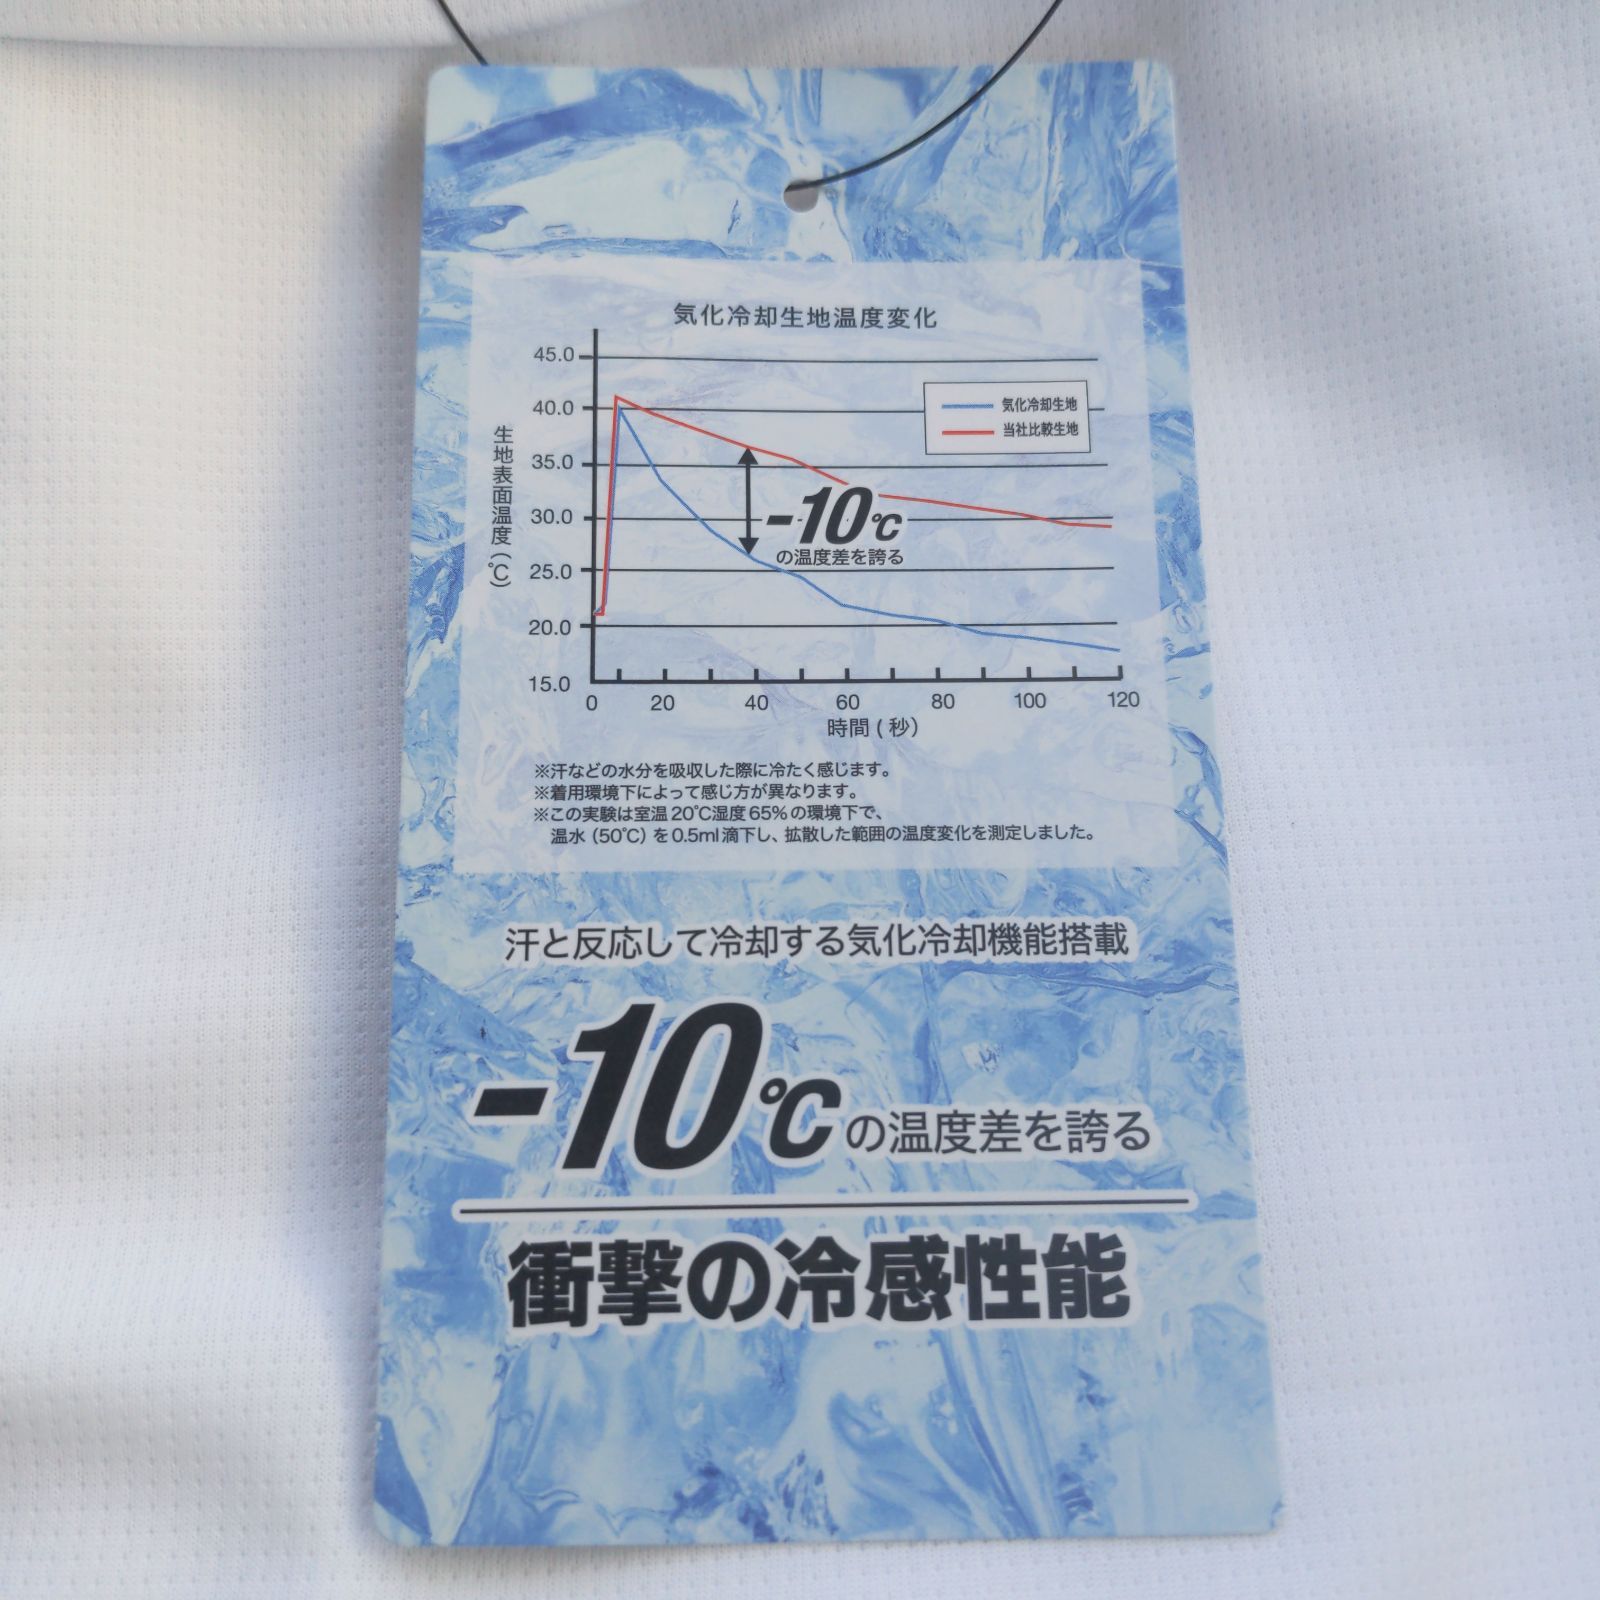 気化冷却生地温度変化
45.0
40.0
35.0
30.0
25.0
20.0
15.0
生地表面温度(℃)
気化冷却生地
当社比較生地
-10℃
の温度差を誇る
0 20 40 60 80 100 120
時間(秒)
※汗などの水分を吸収した際に冷たく感じます。
※着用環境下によって感じ方が異なります。
※この実験は室温20℃湿度65%の環境下で、
温水(50℃)を0.5ml滴下し、拡散した範囲の温度変化を測定しました。
汗と反応して冷却する気化冷却機能搭載
-10℃の温度差を誇る
衝撃の冷感性能